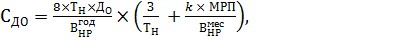 С_ДО = (8×Т_Н×Д_О)/(В_НР^год) × (3/Т_Н + (k × МРП)/(В_НР^мес)),